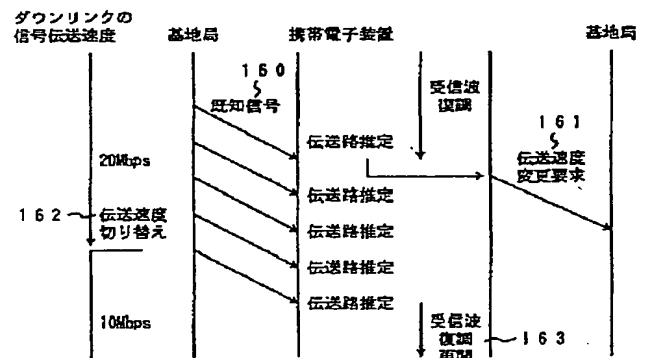 ダウンリンクの
信号伝送速度
基地局
携帯電子装置
基地局
160
既知信号
受信波
復調
161
伝送路推定
伝送速度
変更要求
20Mbps
伝送路推定
162
伝送速度
切り替え
伝送路推定
伝送路推定
伝送路推定
10Mbps
受信波
復調
再開
163